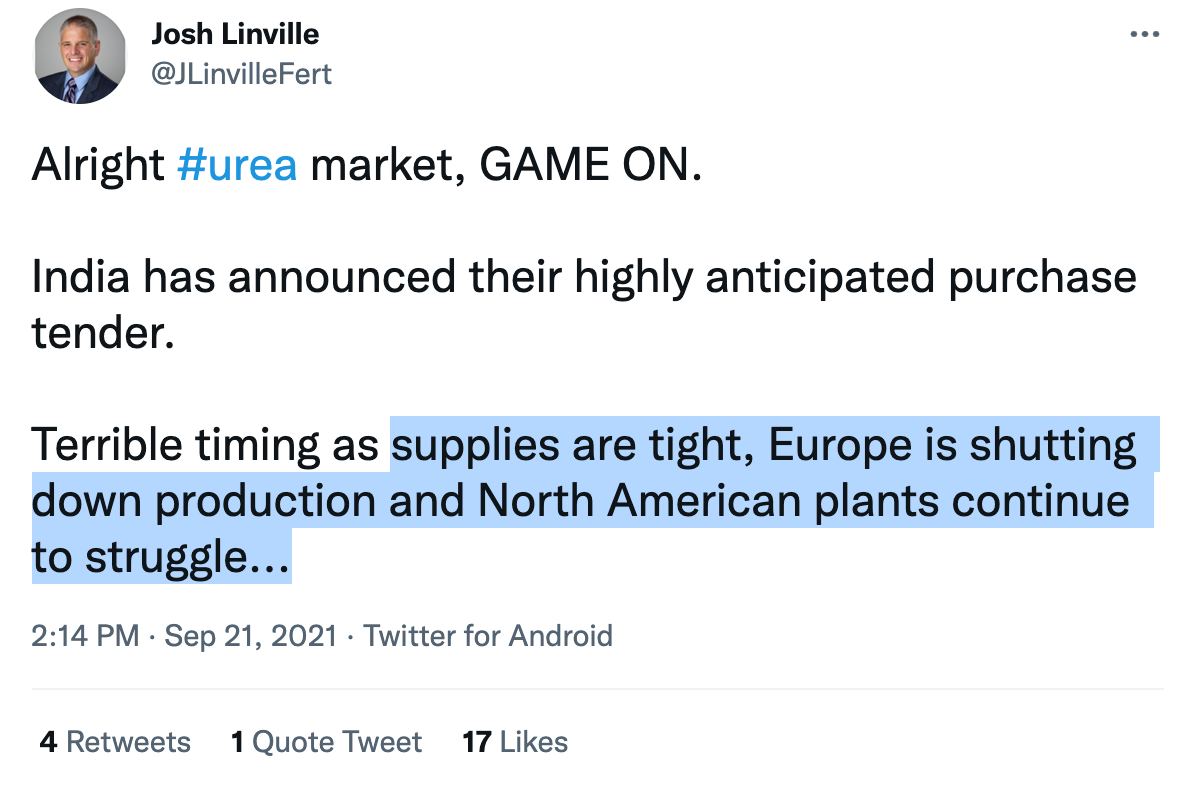 Josh Linville
@JLinvilleFert
Alright #urea market, GAME ON.
India has announced their highly anticipated purchase
tender.
Terrible timing as supplies are tight, Europe is shutting
down production and North American plants continue
to struggle...
2:14 PM · Sep 21, 2021 · Twitter for Android
4 Retweets 1 Quote Tweet 17 Likes